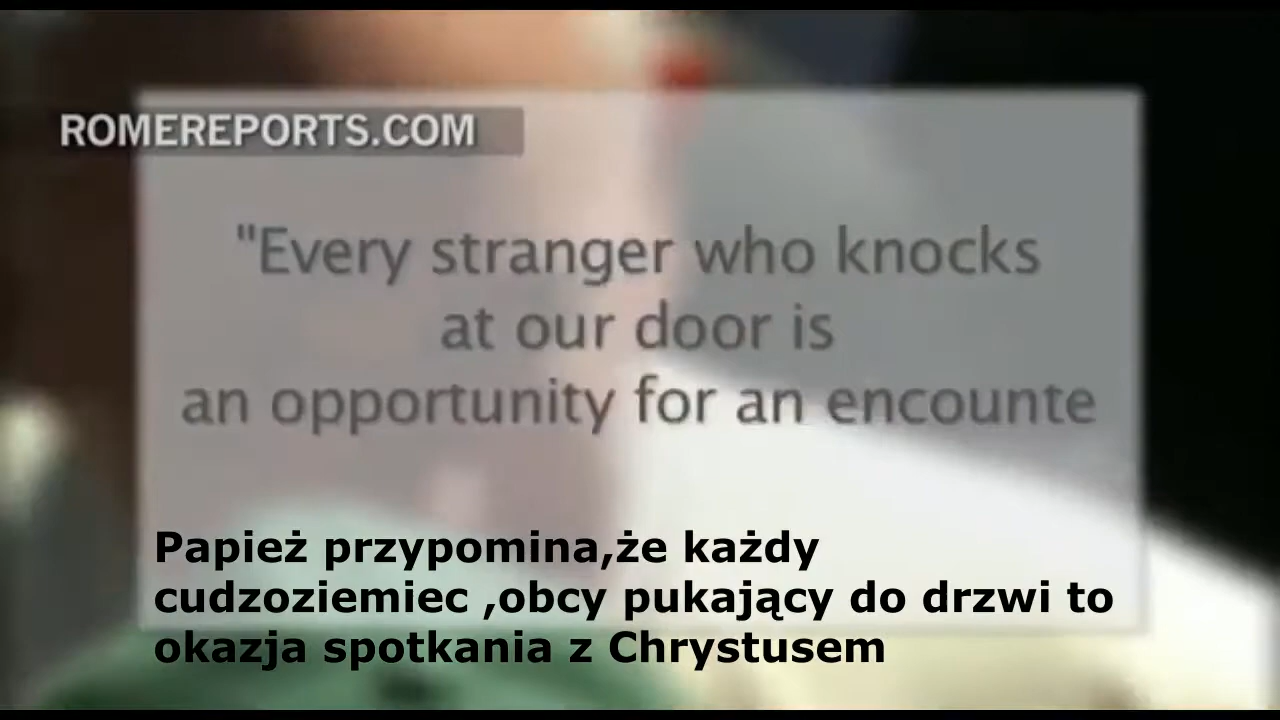 ROMEREPORTS.COM
"Every stranger who knocks
at our door is
an opportunity for an encounte
Papież przypomina,że każdy
cudzoziemiec ,obcy pukający do drzwi to
okazja spotkania z Chrystusem